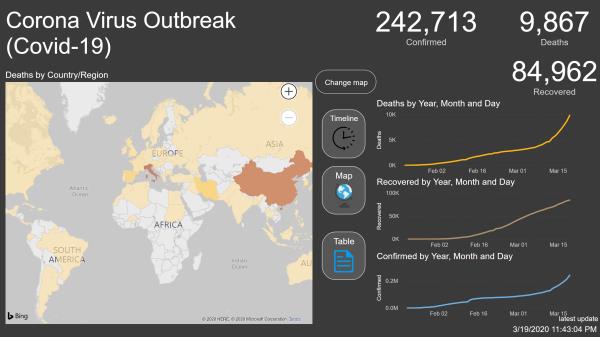 Corona Virus Outbreak
(Covid-19)
242,713
Confirmed
9,867
Deaths
84,962
Recovered
Deaths by Country/Region
Change map
Timeline
Map
Table
ASIA
EUROPE
Atlantic
Ocean
AFRICA
SOUTH
AMERICA
Indian
Ocean
AU
Bing
© 2020 HERE, © 2020 Microsoft Corporation Terms
Deaths by Year, Month and Day
Deaths
10K
5K
0K
Feb 02
Feb 16
Mar 01
Mar 15
Recovered by Year, Month and Day
Recovered
100K
50K
0K
Feb 02
Feb 16
Mar 01
Mar 15
Confirmed by Year, Month and Day
Confirmed
0.2M
0.0M
Feb 02
Feb 16
Mar 01
Mar 15
latest update
3/19/2020 11:43:04 PM